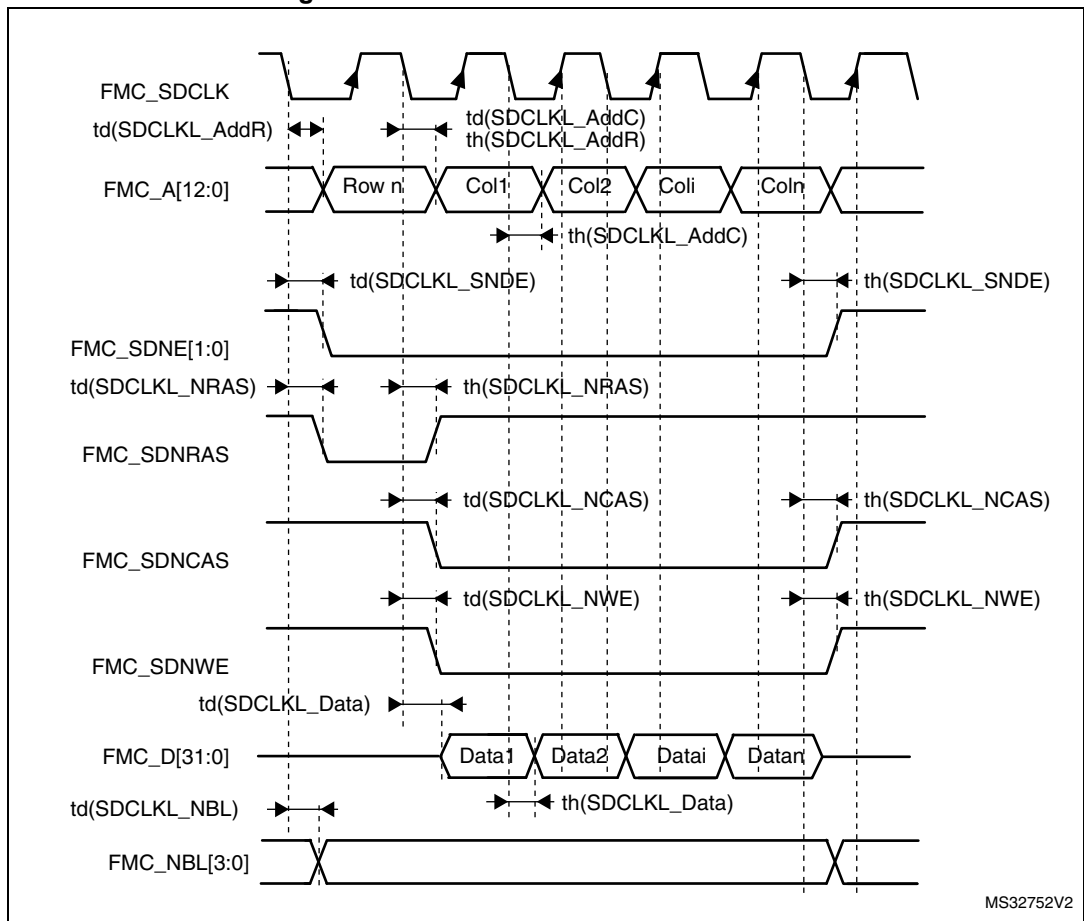 g
FMC_SDCLK
td(SDCLKL_AddR)
td(SDCLKL_AddC)
th(SDCLKL_AddR)
FMC_A[12:0]
Row n
Col1
Col2
Coli
Coln
th(SDCLKL_AddC)
td(SDCLKL_SNDE)
th(SDCLKL_SNDE)
FMC_SDNE[1:0]
td(SDCLKL_NRAS)
th(SDCLKL_NRAS)
FMC_SDNRAS
td(SDCLKL_NCAS)
th(SDCLKL_NCAS)
FMC_SDNCAS
td(SDCLKL_NWE)
th(SDCLKL_NWE)
FMC_SDNWE
td(SDCLKL_Data)
FMC_D[31:0]
Data1
Data2
Datai
Datan
td(SDCLKL_NBL)
th(SDCLKL_Data)
FMC_NBL[3:0]
MS32752V2